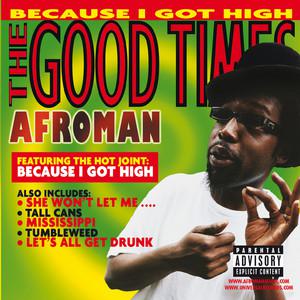 BECAUSE I GOT HIGH
THE GOOD TIMES
AFROMAN
FEATURING THE HOT JOINT:
BECAUSE I GOT HIGH
ALSO INCLUDES:
• SHE WON'T LET ME ....
• TALL CANS
• MISSISSIPPI
• TUMBLEWEED
• LET'S ALL GET DRUNK
PARENTAL
ADVISORY
EXPLICIT CONTENT